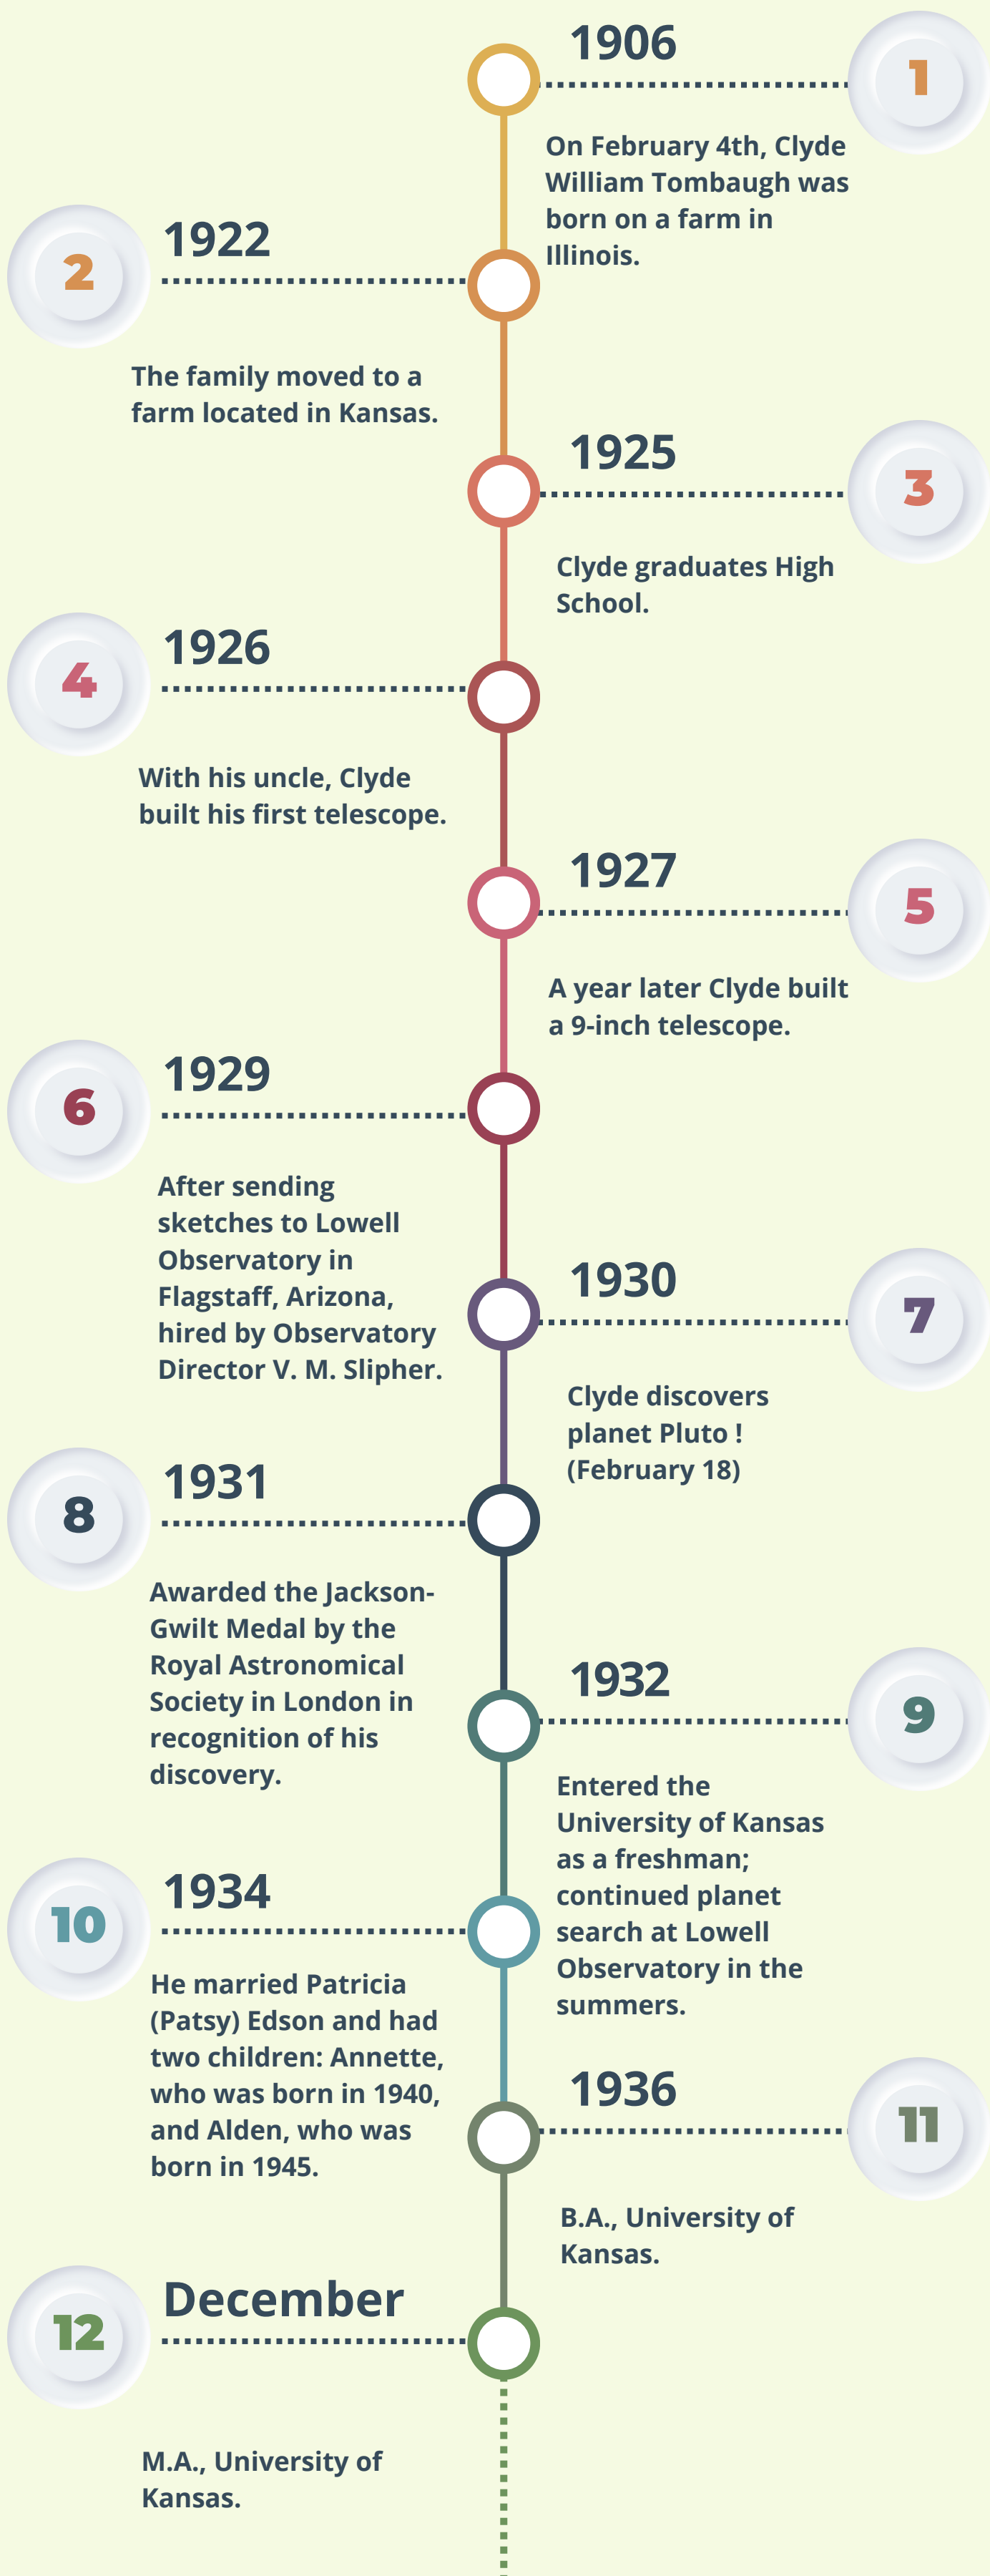 1906
1
On February 4th, Clyde
William Tombaugh was
born on a farm in
Illinois.
2
1922
The family moved to a
farm located in Kansas.
1925
3
Clyde graduates High
School.
4
1926
With his uncle, Clyde
built his first telescope.
1927
5
A year later Clyde built
a 9-inch telescope.
6
1929
After sending
sketches to Lowell
Observatory in
Flagstaff, Arizona,
hired by Observatory
Director V. M. Slipher.
1930
7
Clyde discovers
planet Pluto !
(February 18)
8
1931
Awarded the Jackson-
Gwilt Medal by the
Royal Astronomical
Society in London in
recognition of his
discovery.
1932
9
Entered the
University of Kansas
as a freshman;
continued planet
search at Lowell
Observatory in the
summers.
10
1934
He married Patricia
(Patsy) Edson and had
two children: Annette,
who was born in 1940,
and Alden, who was
born in 1945.
1936
11
B.A., University of
Kansas.
12
December
M.A., University of
Kansas.